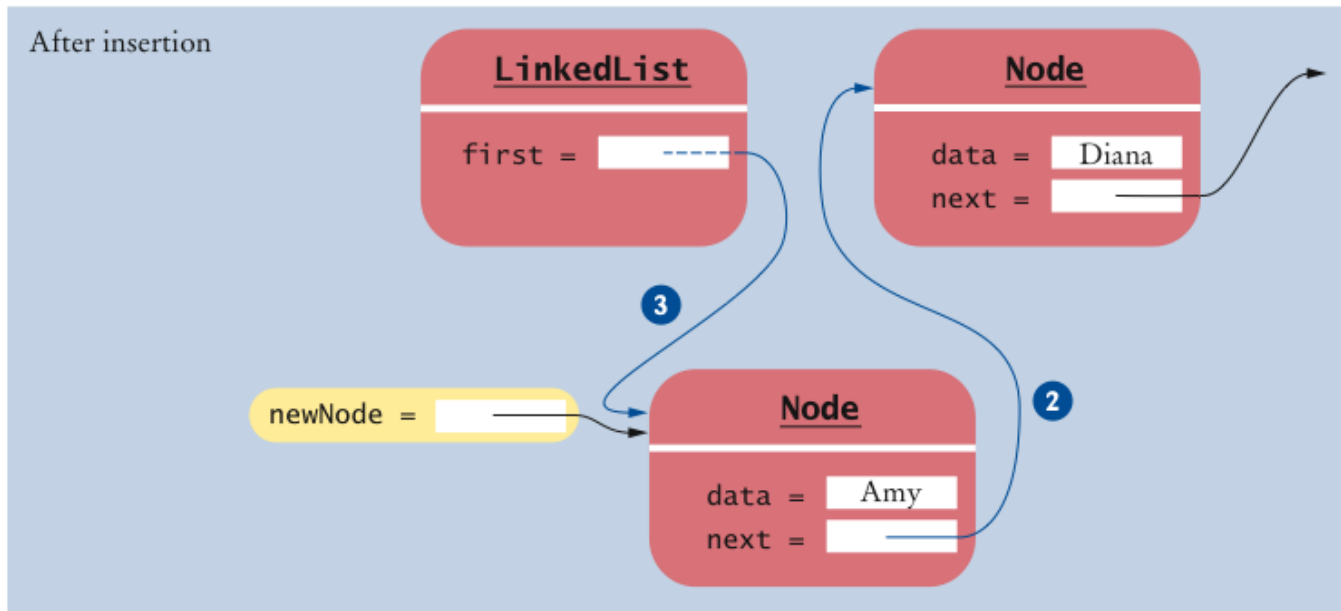 After insertion
LinkedList
first =
Node
data = Diana
next =
3
newNode =
2
Node
data = Amy
next =